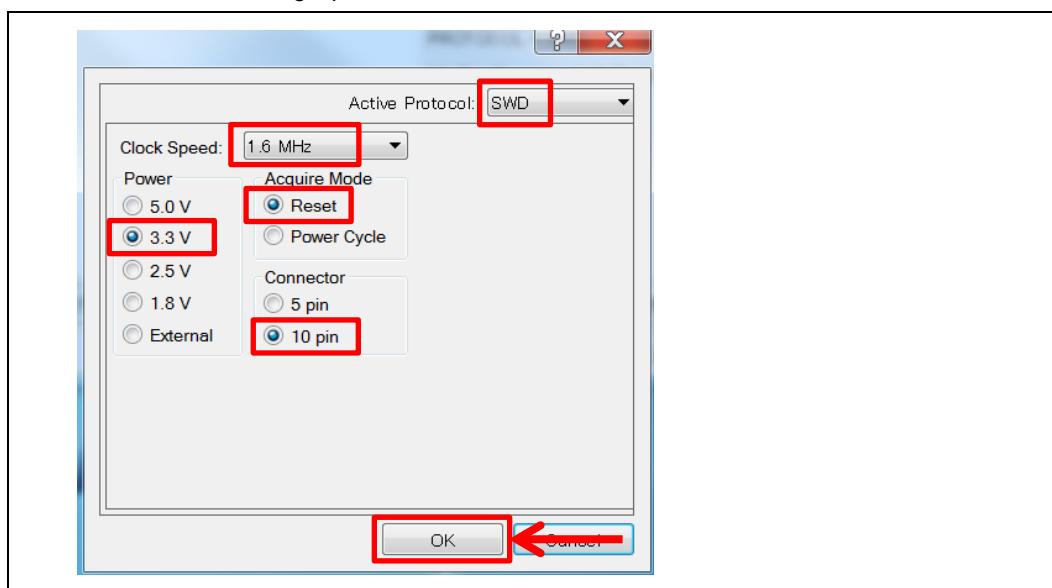 Active Protocol: SWD
Clock Speed: 1.6 MHz
Power
5.0 V
3.3 V
2.5 V
1.8 V
External
Acquire Mode
Reset
Power Cycle
Connector
5 pin
10 pin
OK